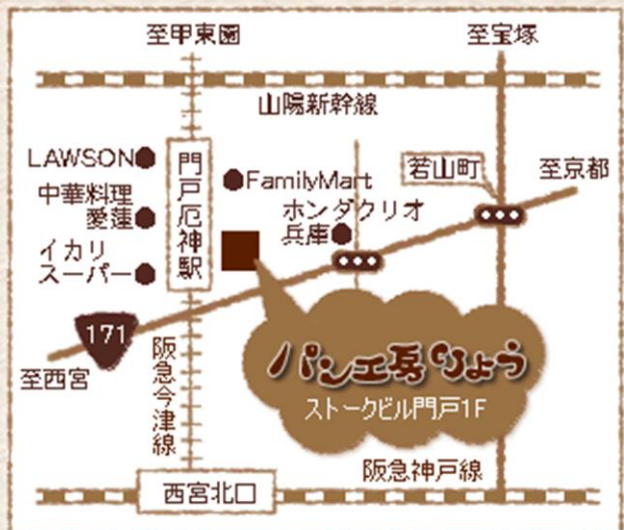 至甲東園
至宝塚
山陽新幹線
LAWSON
門戸厄神駅
FamilyMart
若山町
至京都
中華料理
愛蓮
ホンダクリオ
兵庫
イカリ
スーパー
171
至西宮
阪急今津線
パン工房りょう
ストークビル門戸1F
阪急神戸線
西宮北口